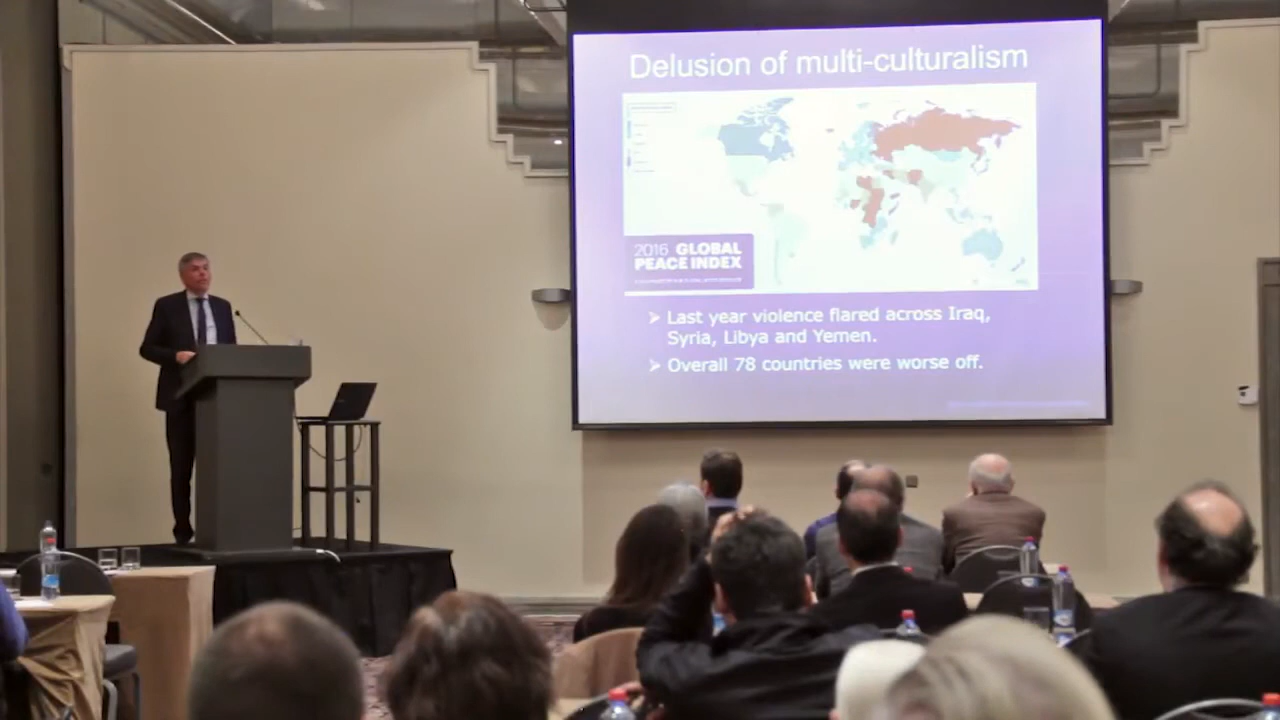 Delusion of multi-culturalism
2016 GLOBAL
PEACE INDEX
➢ Last year violence flared across Iraq,
Syria, Libya and Yemen.
➢ Overall 78 countries were worse off.